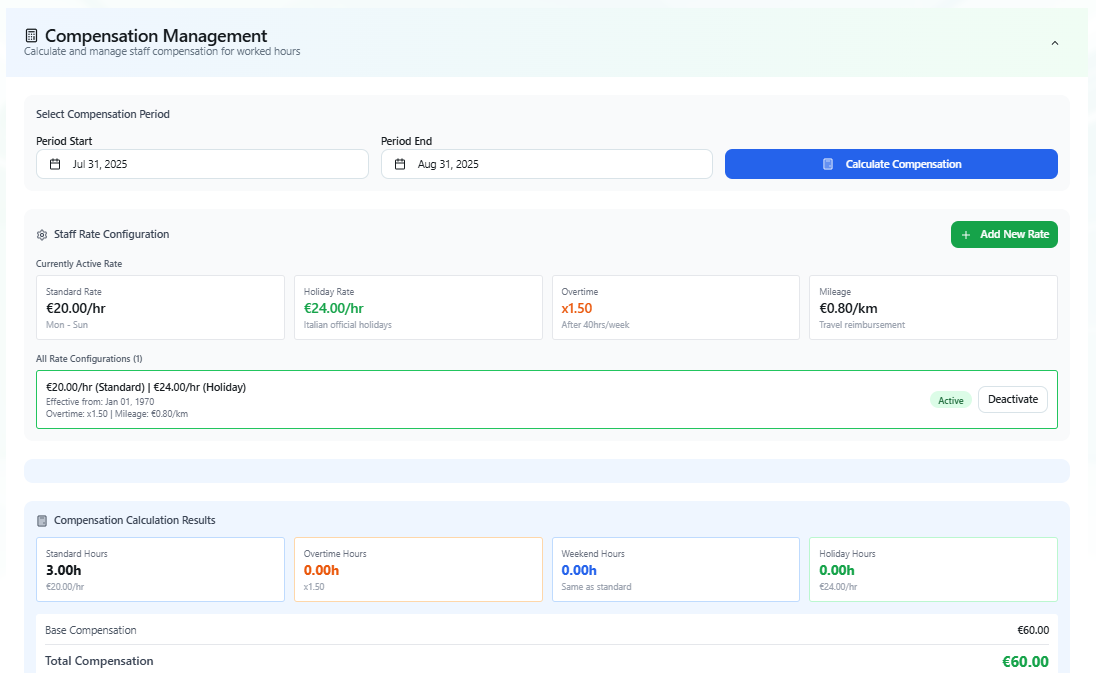 Compensation Management
Calculate and manage staff compensation for worked hours
Select Compensation Period
Period Start
Period End
Jul 31, 2025
Aug 31, 2025
Calculate Compensation
Staff Rate Configuration
Add New Rate
Currently Active Rate
Standard Rate
€20.00/hr
Mon - Sun
Holiday Rate
€24.00/hr
Italian official holidays
Overtime
x1.50
After 40hrs/week
Mileage
€0.80/km
Travel reimbursement
All Rate Configurations (1)
€20.00/hr (Standard) | €24.00/hr (Holiday)
Effective from: Jan 01, 1970
Overtime: x1.50 | Mileage: €0.80/km
Active
Deactivate
Compensation Calculation Results
Standard Hours
3.00h
€20.00/hr
Overtime Hours
0.00h
x1.50
Weekend Hours
0.00h
Same as standard
Holiday Hours
0.00h
€24.00/hr
Base Compensation
€60.00
Total Compensation
€60.00